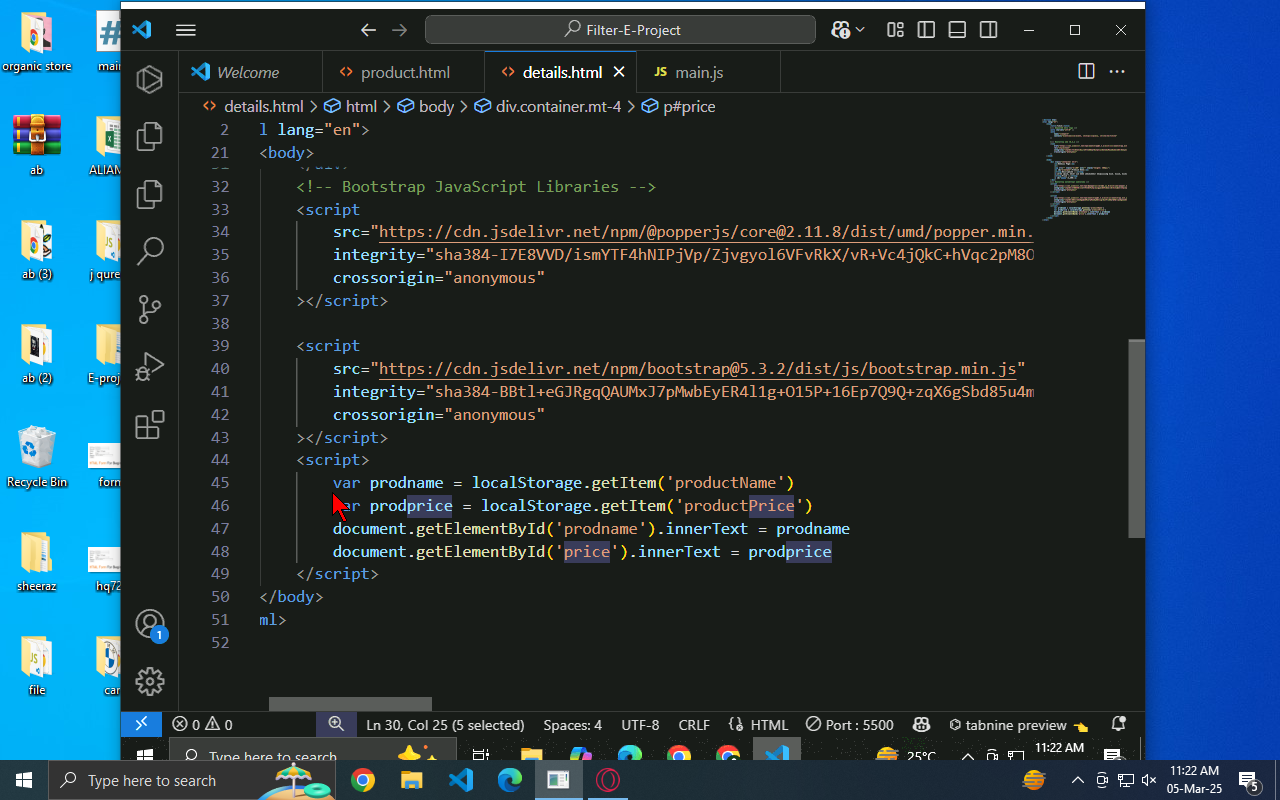 organic store
main
ab
ALIAM
ab (3)
j qure
ab (2)
E-proj
Recycle Bin
form
sheeraz
hq72
file
car
Filter-E-Project
Welcome
product.html
details.html
JS main.js
details.html > html > body > div.container.mt-4 > p#price
2 l lang="en">
21 <body>
32 <!-- Bootstrap JavaScript Libraries -->
33 <script
34 src="https://cdn.jsdelivr.net/npm/@popperjs/core@2.11.8/dist/umd/popper.min.
35 integrity="sha384-I7E8VVD/ismYTF4hNIPjVp/Zjvgyol6VFvRkX/vR+Vc4jQkC+hVqc2pM8O
36 crossorigin="anonymous"
37 ></script>
38
39 <script
40 src="https://cdn.jsdelivr.net/npm/bootstrap@5.3.2/dist/js/bootstrap.min.js"
41 integrity="sha384-BBtl+eGJRgqQAUMxJ7pMwbEyER4l1g+O15P+16Ep7Q9Q+zqX6gSbd85u4m
42 crossorigin="anonymous"
43 ></script>
44 <script>
45 var prodname = localStorage.getItem('productName')
46 var prodprice = localStorage.getItem('productPrice')
47 document.getElementById('prodname').innerText = prodname
48 document.getElementById('price').innerText = prodprice
49 </script>
50 </body>
51 ml>
52
1
0 0
Ln 30, Col 25 (5 selected)
Spaces: 4
UTF-8
CRLF
HTML
Port : 5500
tabnine preview
Type here to search
25°C
11:22 AM
Type here to search
11:22 AM
05-Mar-25
5